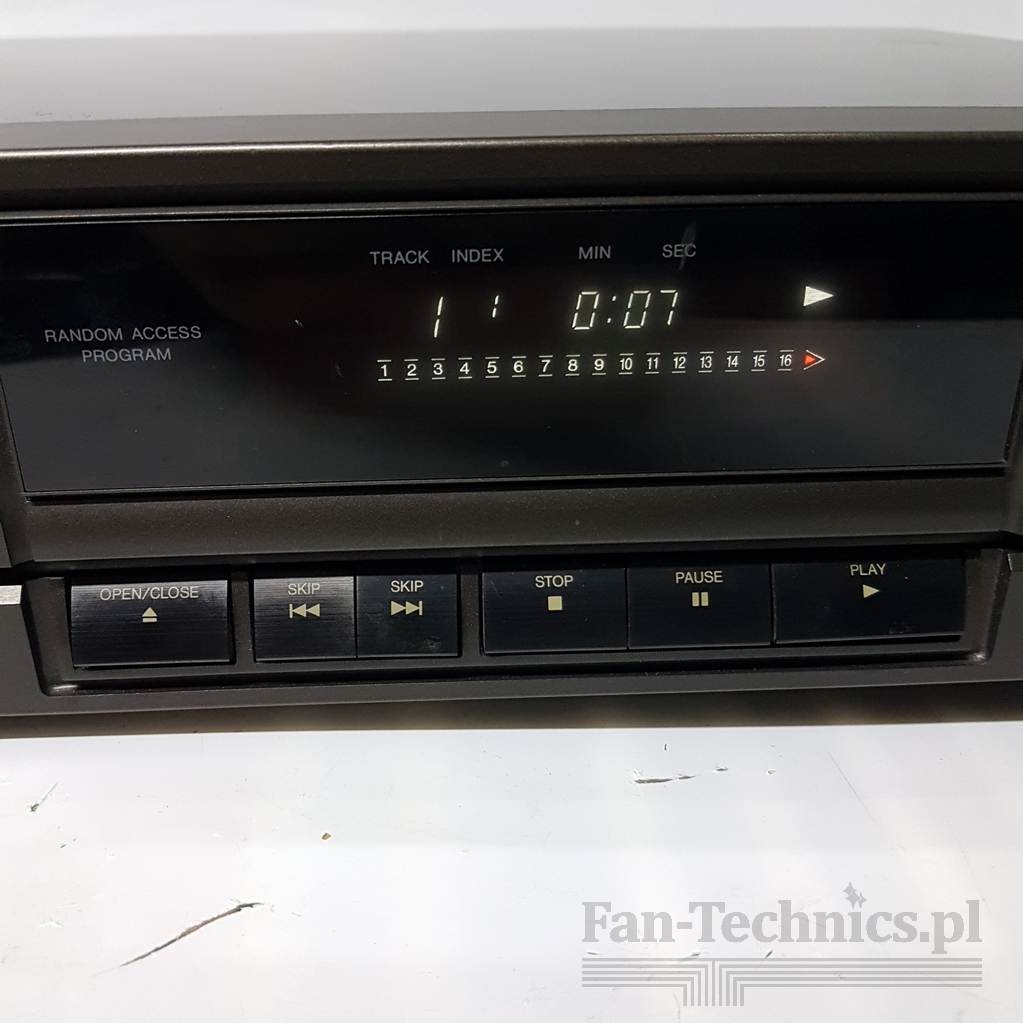 TRACK INDEX MIN SEC
1 1 0:07
RANDOM ACCESS
PROGRAM
1 2 3 4 5 6 7 8 9 10 11 12 13 14 15 16
OPEN/CLOSE SKIP SKIP STOP PAUSE PLAY
Fan-Technics.pl